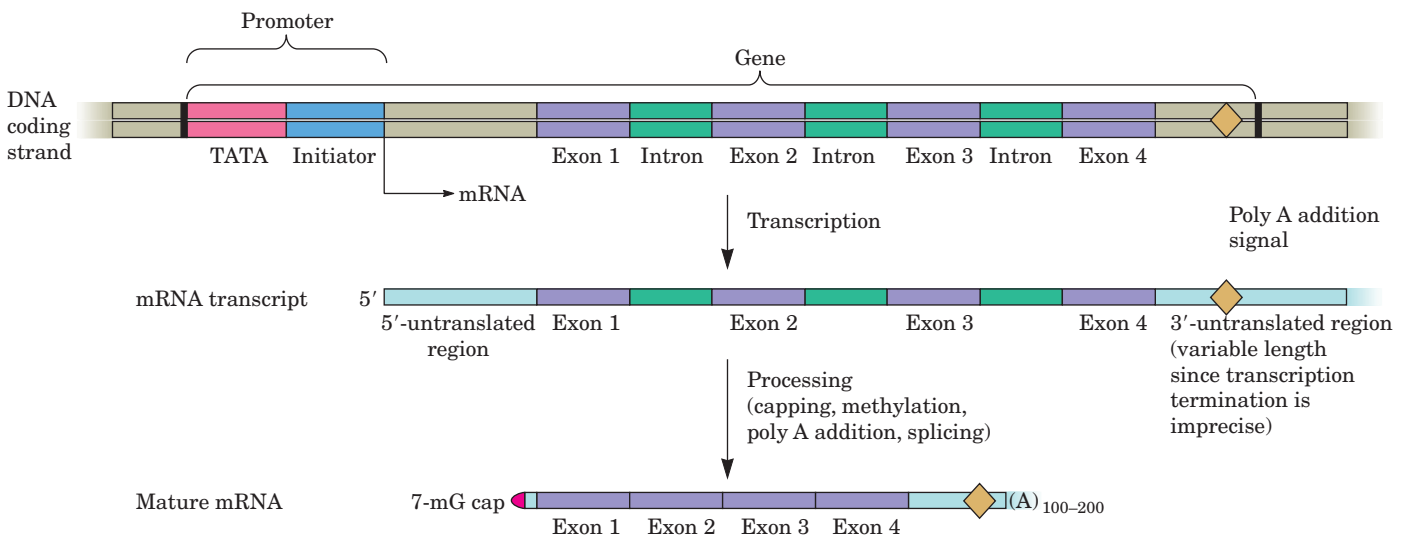 Promoter
Gene
DNA
coding
strand
TATA Initiator Exon 1 Intron Exon 2 Intron Exon 3 Intron Exon 4
mRNA
Transcription
Poly A addition
signal
mRNA transcript 5′
5′-untranslated
region
Exon 1 Exon 2 Exon 3 Exon 4
3′-untranslated region
(variable length
since transcription
termination is
imprecise)
Processing
(capping, methylation,
poly A addition, splicing)
Mature mRNA 7-mG cap (A)100–200
Exon 1 Exon 2 Exon 3 Exon 4